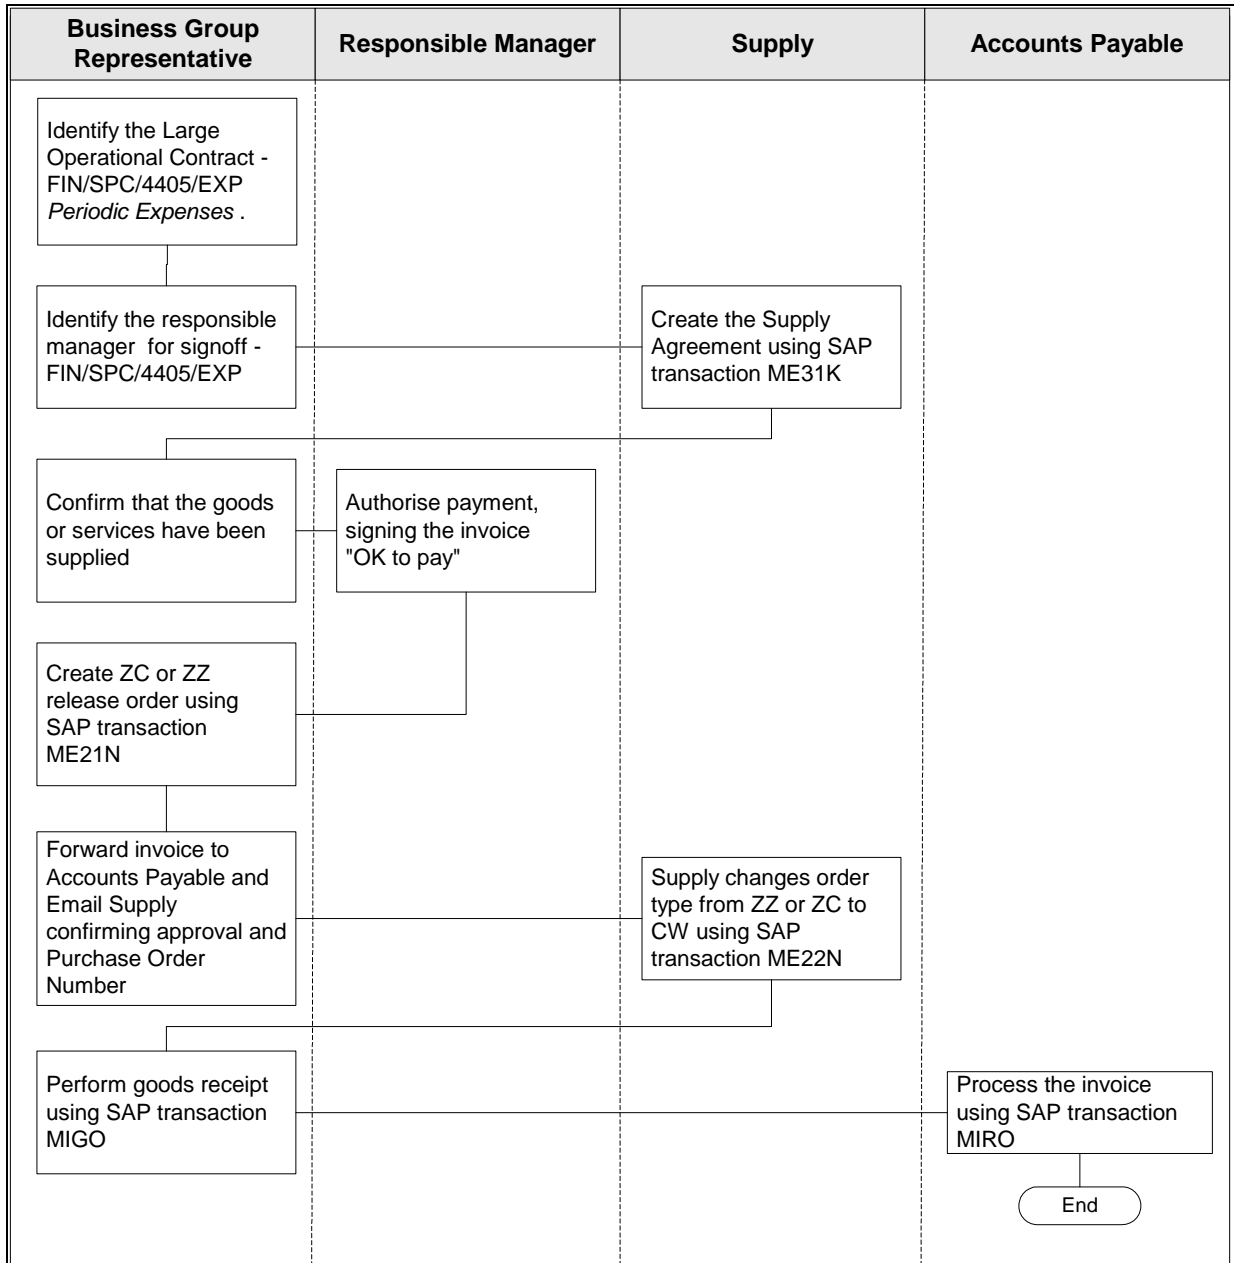 Business Group
Representative
Responsible Manager
Supply
Accounts Payable
Identify the Large
Operational Contract -
FIN/SPC/4405/EXP
Periodic Expenses .
Identify the responsible
manager for signoff -
FIN/SPC/4405/EXP
Create the Supply
Agreement using SAP
transaction ME31K
Confirm that the goods
or services have been
supplied
Authorise payment,
signing the invoice
"OK to pay"
Create ZC or ZZ
release order using
SAP transaction
ME21N
Forward invoice to
Accounts Payable and
Email Supply
confirming approval and
Purchase Order
Number
Supply changes order
type from ZZ or ZC to
CW using SAP
transaction ME22N
Perform goods receipt
using SAP transaction
MIGO
Process the invoice
using SAP transaction
MIRO
End